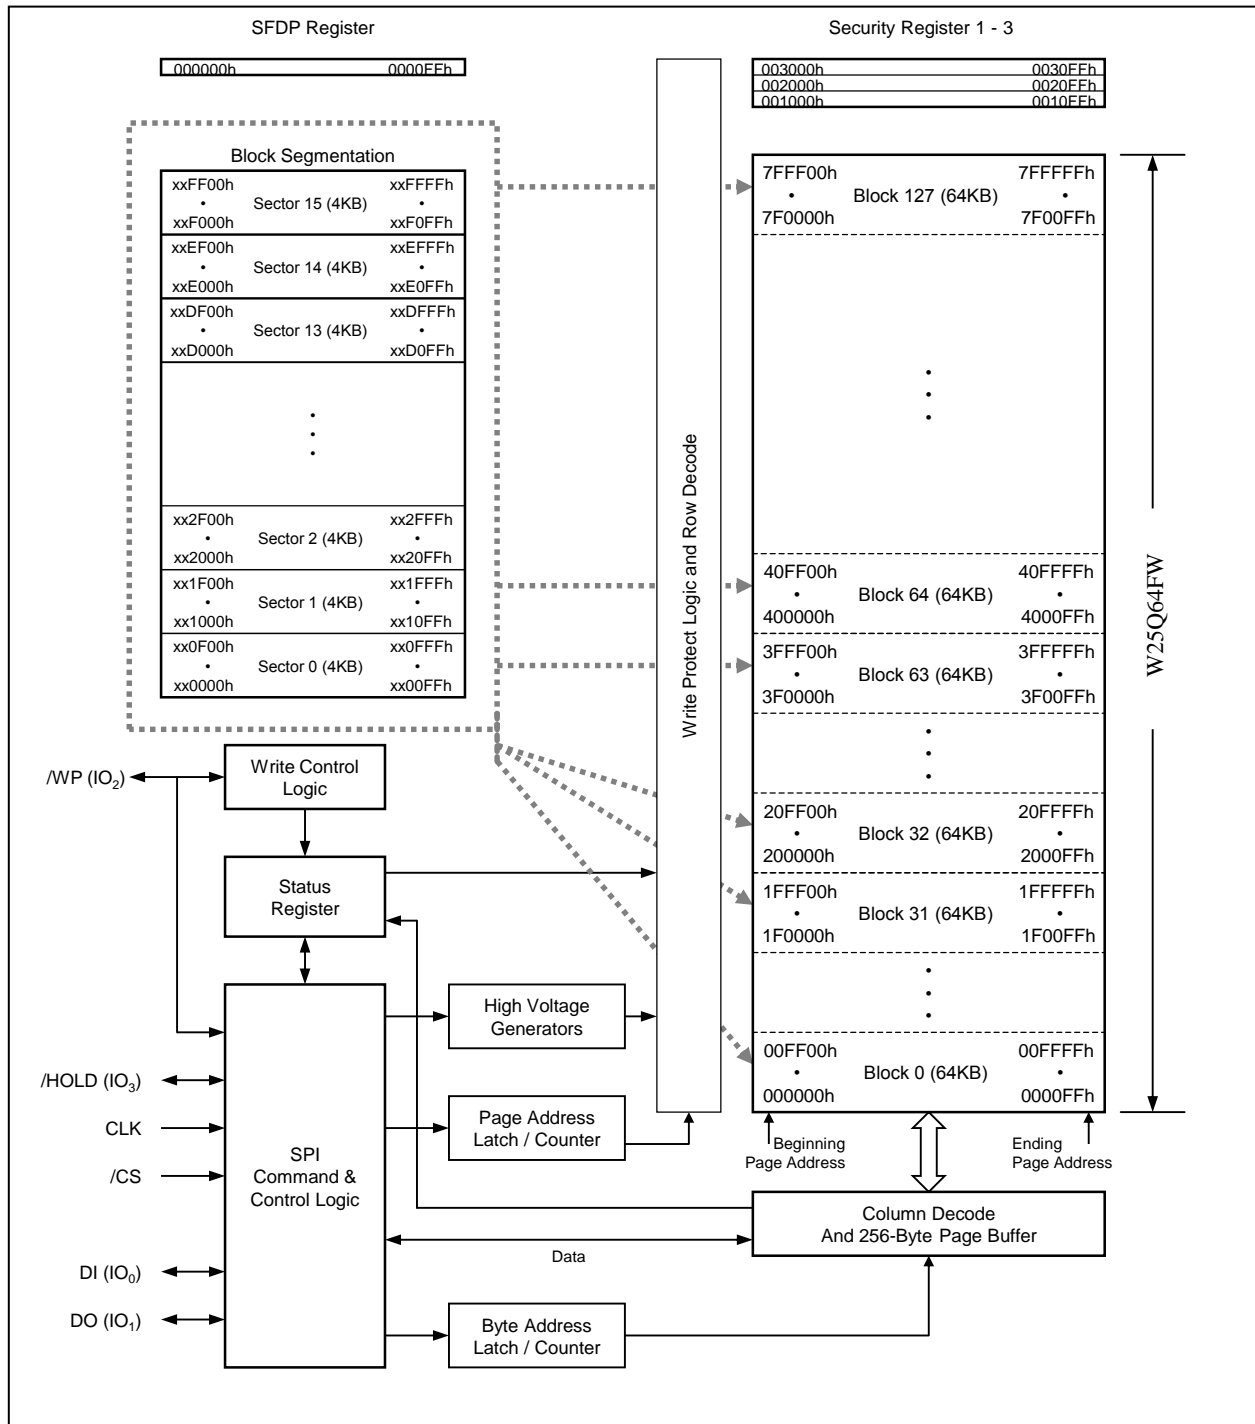 SFDP Register
000000h 0000FFh
Security Register 1 - 3
003000h 0030FFh
002000h 0020FFh
001000h 0010FFh
Block Segmentation
xxFF00h xxFFFFh
• Sector 15 (4KB) •
xxF000h xxF0FFh
xxEF00h xxEFFFh
• Sector 14 (4KB) •
xxE000h xxE0FFh
xxDF00h xxDFFFh
• Sector 13 (4KB) •
xxD000h xxD0FFh
xx2F00h xx2FFFh
• Sector 2 (4KB) •
xx2000h xx20FFh
xx1F00h xx1FFFh
• Sector 1 (4KB) •
xx1000h xx10FFh
xx0F00h xx0FFFh
• Sector 0 (4KB) •
xx0000h xx00FFh
Write Protect Logic and Row Decode
7FFF00h 7FFFFFh
• Block 127 (64KB) •
7F0000h 7F00FFh
40FF00h 40FFFFh
• Block 64 (64KB) •
400000h 4000FFh
3FFF00h 3FFFFFh
• Block 63 (64KB) •
3F0000h 3F00FFh
20FF00h 20FFFFh
• Block 32 (64KB) •
200000h 2000FFh
1FFF00h 1FFFFFh
• Block 31 (64KB) •
1F0000h 1F00FFh
00FF00h 00FFFFh
• Block 0 (64KB) •
000000h 0000FFh
W25Q64FW
Beginning
Page Address
Ending
Page Address
/WP (IO2)
Write Control
Logic
Status
Register
High Voltage
Generators
/HOLD (IO3)
CLK
/CS
Page Address
Latch / Counter
SPI
Command &
Control Logic
Column Decode
And 256-Byte Page Buffer
Data
DI (IO0)
DO (IO1)
Byte Address
Latch / Counter